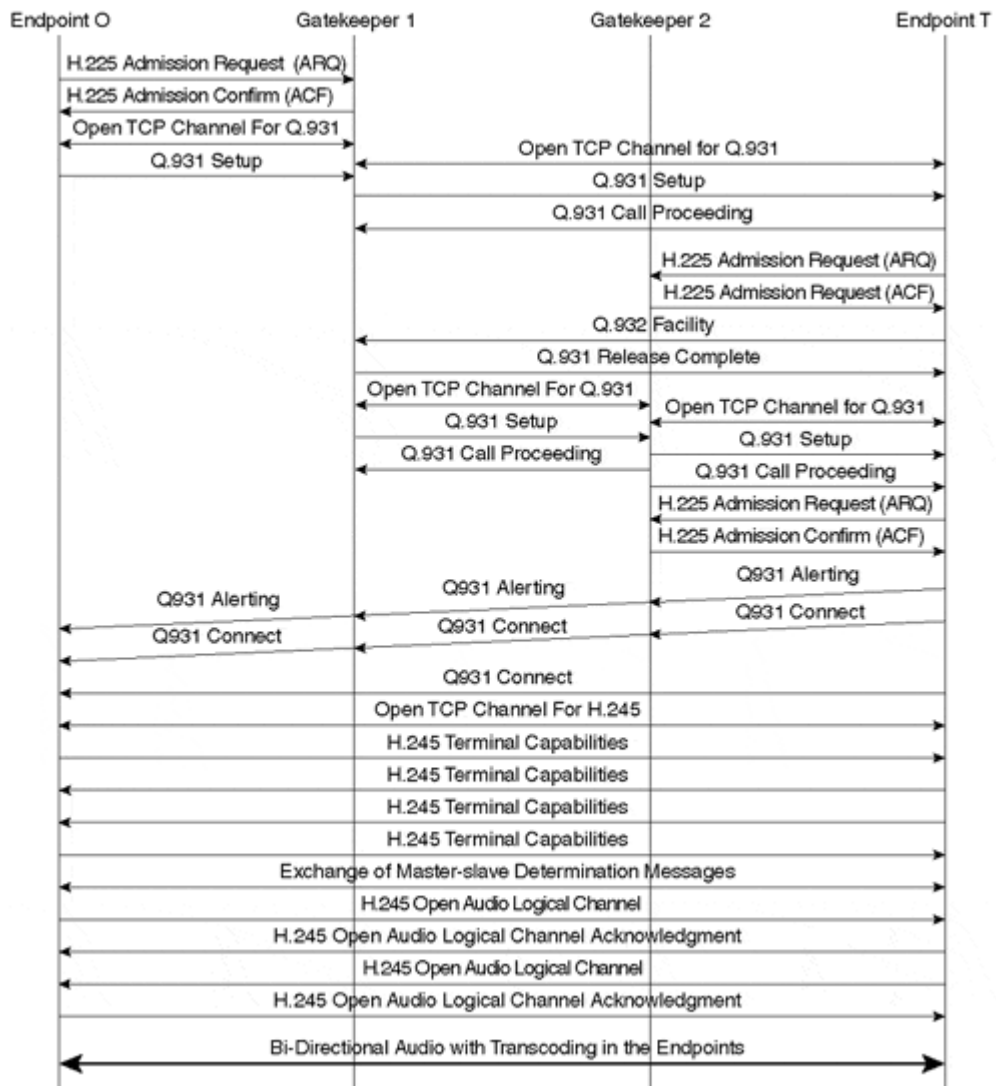 Endpoint O Gatekeeper 1 Gatekeeper 2 Endpoint T
H.225 Admission Request (ARQ)
H.225 Admission Confirm (ACF)
Open TCP Channel For Q.931
Open TCP Channel for Q.931
Q.931 Setup
Q.931 Setup
Q.931 Call Proceeding
H.225 Admission Request (ARQ)
H.225 Admission Request (ACF)
Q.932 Facility
Q.931 Release Complete
Open TCP Channel For Q.931
Open TCP Channel for Q.931
Q.931 Setup
Q.931 Setup
Q.931 Call Proceeding
Q.931 Call Proceeding
H.225 Admission Request (ARQ)
H.225 Admission Confirm (ACF)
Q931 Alerting
Q931 Alerting
Q931 Alerting
Q931 Connect
Q931 Connect
Q931 Connect
Q931 Connect
Open TCP Channel For H.245
H.245 Terminal Capabilities
H.245 Terminal Capabilities
H.245 Terminal Capabilities
H.245 Terminal Capabilities
Exchange of Master-slave Determination Messages
H.245 Open Audio Logical Channel
H.245 Open Audio Logical Channel Acknowledgment
H.245 Open Audio Logical Channel
H.245 Open Audio Logical Channel Acknowledgment
Bi-Directional Audio with Transcoding in the Endpoints